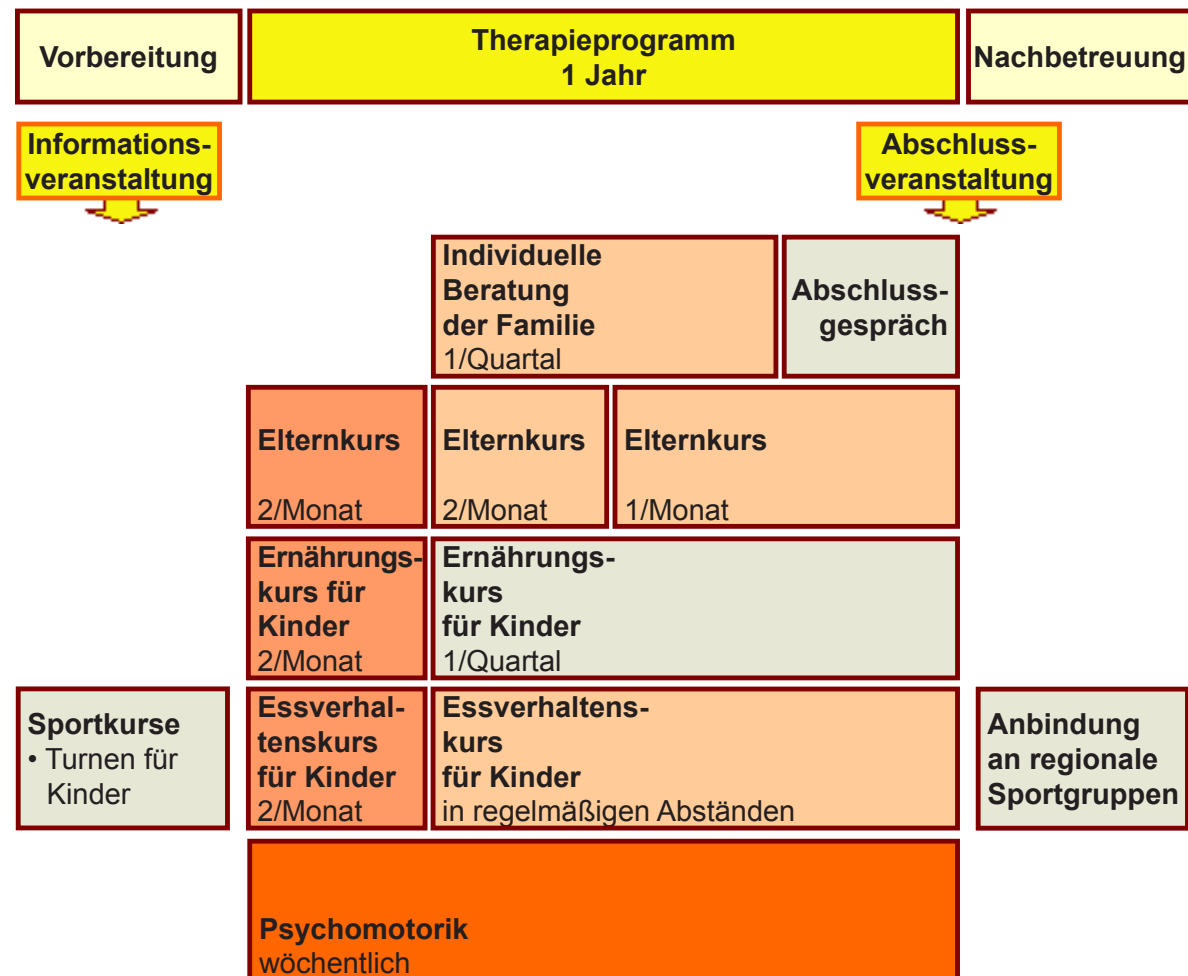 Vorbereitung
Therapieprogramm
1 Jahr
Nachbetreuung
Informations-
veranstaltung
Abschluss-
veranstaltung
Individuelle
Beratung
der Familie
1/Quartal
Abschluss-
gespräch
Elternkurs
2/Monat
Elternkurs
2/Monat
Elternkurs
1/Monat
Ernährungs-
kurs für
Kinder
2/Monat
Ernährungs-
kurs
für Kinder
1/Quartal
Sportkurse
• Turnen für
Kinder
Essverhal-
tenskurs
für Kinder
2/Monat
Essverhaltens-
kurs
für Kinder
in regelmäßigen Abständen
Anbindung
an regionale
Sportgruppen
Psychomotorik
wöchentlich